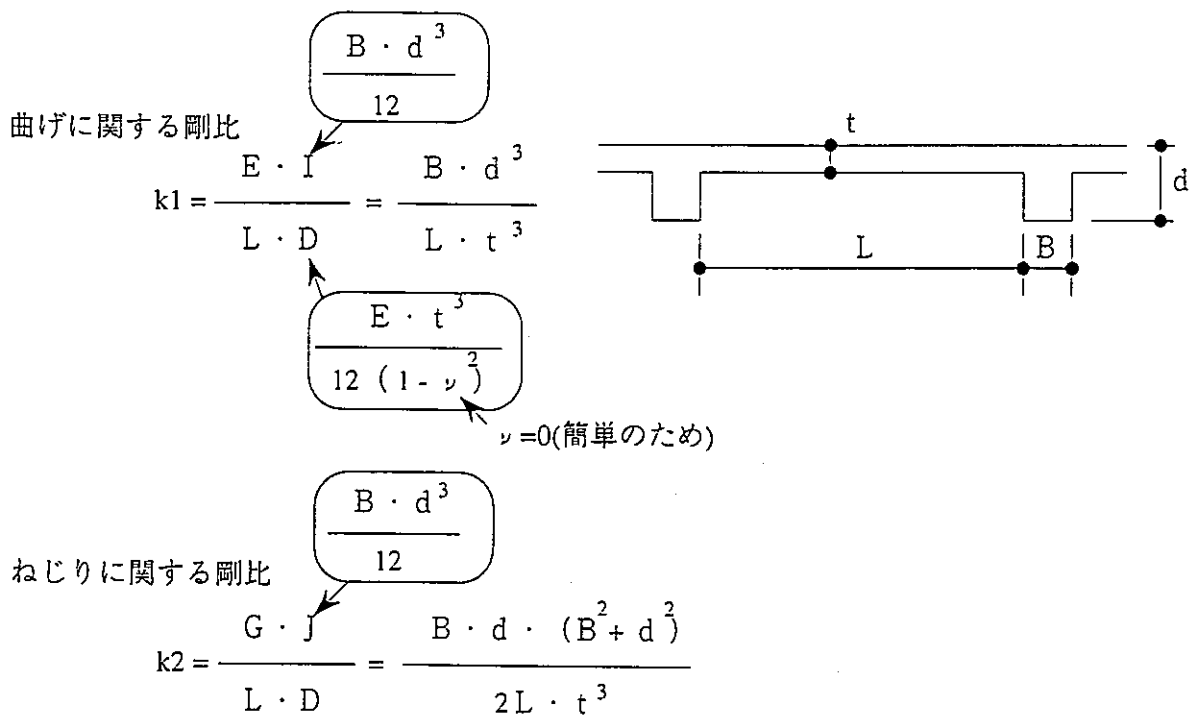 B · d³
12
曲げに関する剛比
k1 = E · I / L · D = B · d³ / L · t³
t
d
L
B
E · t³
12 (1 - ν²)
ν=0(簡単のため)
B · d³
12
ねじりに関する剛比
k2 = G · J / L · D = B · d · (B² + d²) / 2L · t³